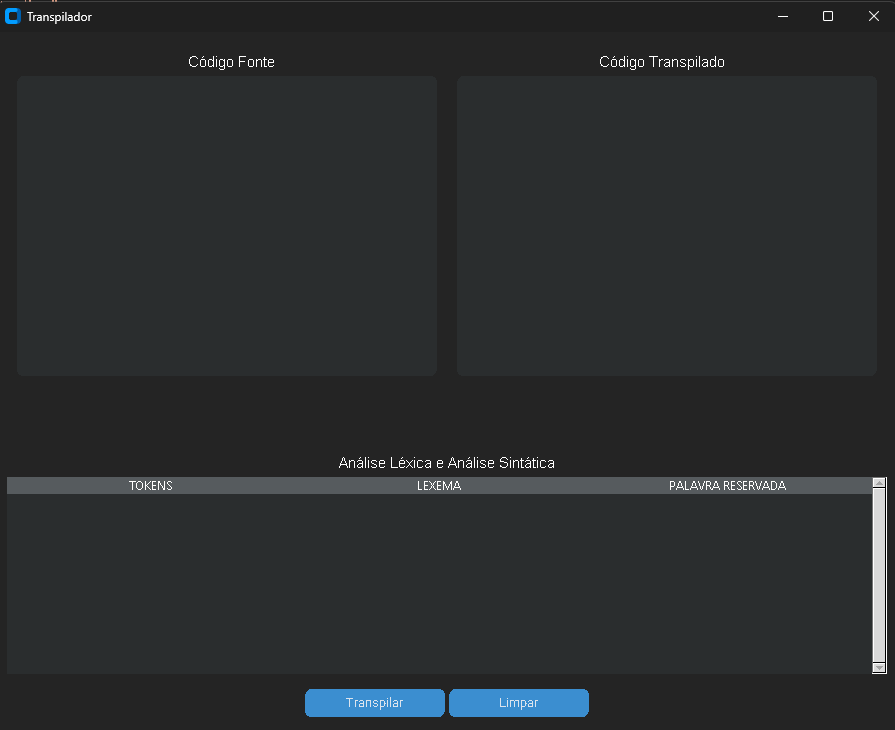 Transpilador
Código Fonte
Código Transpilado
Análise Léxica e Análise Sintática
TOKENS
LEXEMA
PALAVRA RESERVADA
Transpilar
Limpar